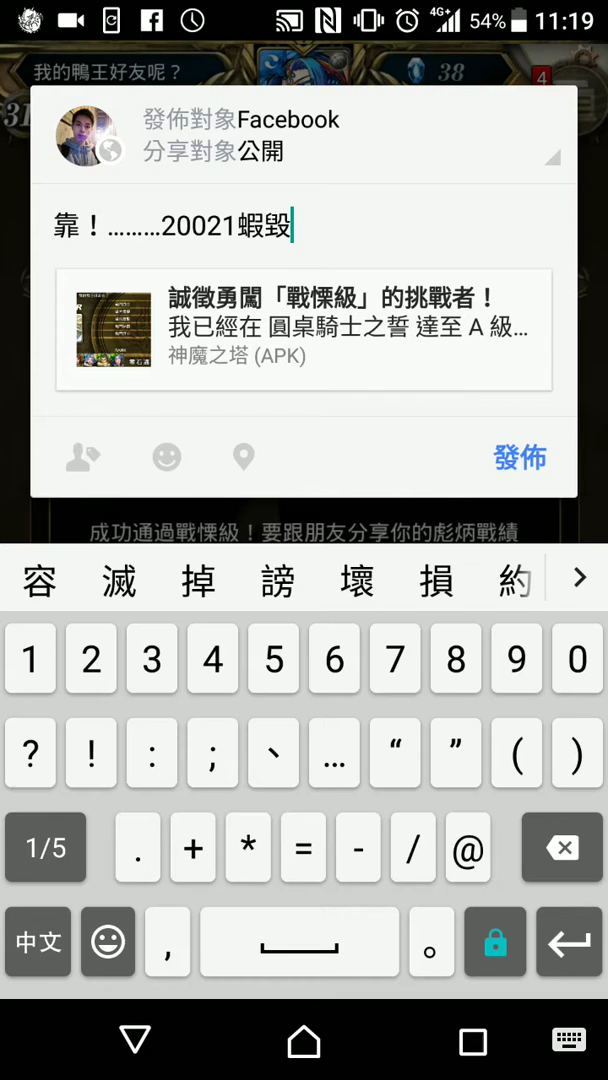 4G+ 54% 11:19
我的鴨王好友呢？
38
4
31
發佈對象Facebook
分享對象公開
靠！………20021蝦毀
誠徵勇闖「戰慄級」的挑戰者！
我已經在 圓桌騎士之誓 達至 A 級…
神魔之塔 (APK)
發佈
成功通過戰慄級！要跟朋友分享你的彪炳戰績
容 滅 掉 謗 壞 損 約
1 2 3 4 5 6 7 8 9 0
? ! : ; 、 … “ ” ( )
1/5 . + * = - / @
中文 , 。